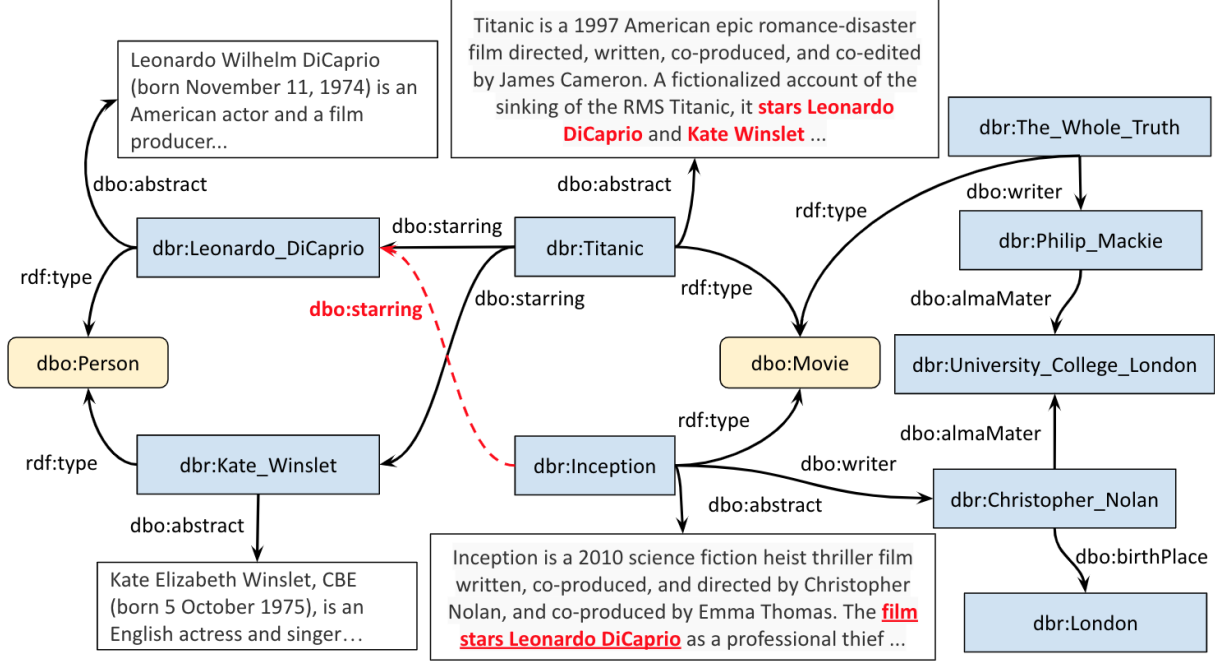 Leonardo Wilhelm DiCaprio
(born November 11, 1974) is an
American actor and a film
producer...
Titanic is a 1997 American epic romance-disaster
film directed, written, co-produced, and co-edited
by James Cameron. A fictionalized account of the
sinking of the RMS Titanic, it stars Leonardo
DiCaprio and Kate Winslet ...
dbr:The_Whole_Truth
dbo:abstract
dbo:abstract
dbo:writer
rdf:type
dbr:Leonardo_DiCaprio
dbo:starring
dbr:Titanic
dbr:Philip_Mackie
rdf:type
dbo:starring
dbo:starring
rdf:type
dbo:almaMater
dbo:Person
dbo:Movie
dbr:University_College_London
rdf:type
dbr:Kate_Winslet
dbr:Inception
rdf:type
dbo:almaMater
dbo:writer
dbr:Christopher_Nolan
dbo:abstract
dbo:abstract
dbo:birthPlace
Kate Elizabeth Winslet, CBE
(born 5 October 1975), is an
English actress and singer...
Inception is a 2010 science fiction heist thriller film
written, co-produced, and directed by Christopher
Nolan, and co-produced by Emma Thomas. The film
stars Leonardo DiCaprio as a professional thief ...
dbr:London